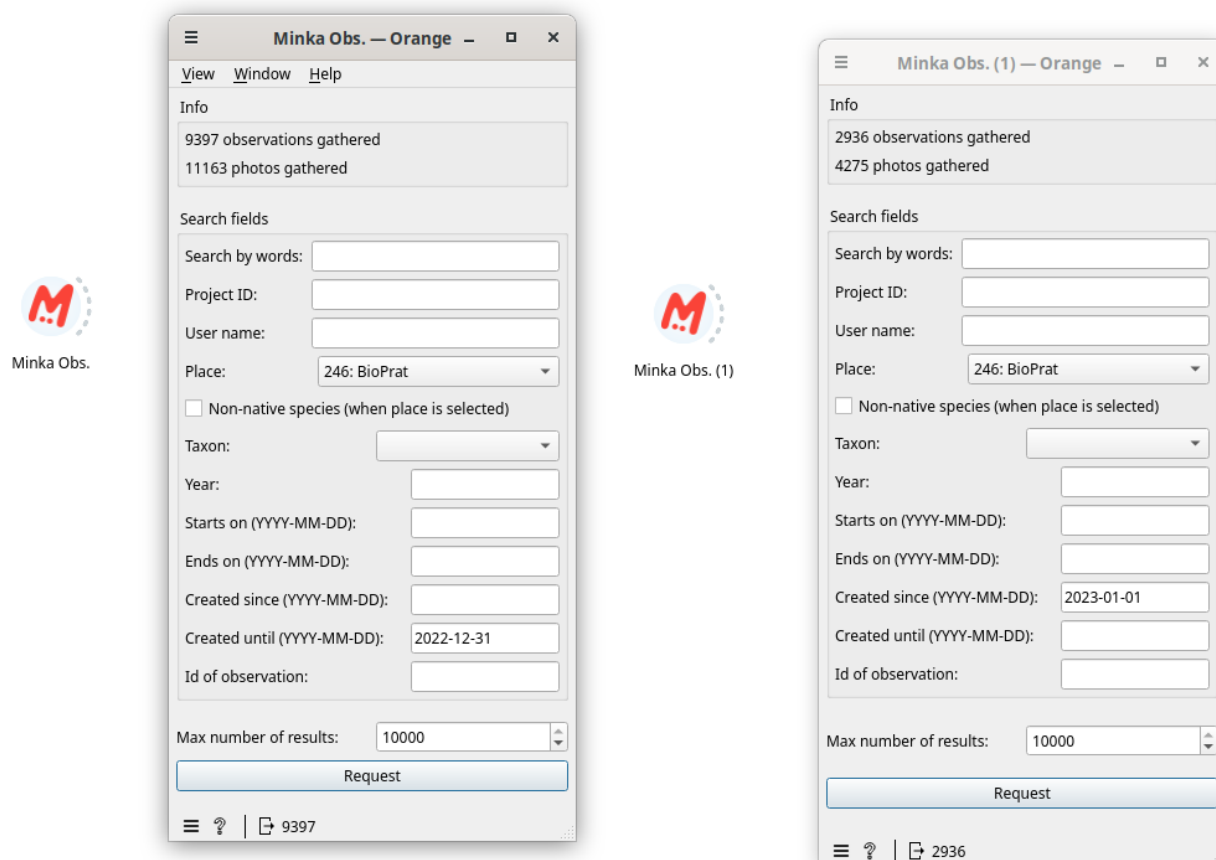 Minka Obs. — Orange
View Window Help
Info
9397 observations gathered
11163 photos gathered
Search fields
Search by words:
Project ID:
User name:
Place: 246: BioPrat
Non-native species (when place is selected)
Taxon:
Year:
Starts on (YYYY-MM-DD):
Ends on (YYYY-MM-DD):
Created since (YYYY-MM-DD):
Created until (YYYY-MM-DD): 2022-12-31
Id of observation:
Max number of results: 10000
Request
9397
Minka Obs.
Minka Obs. (1) — Orange
Info
2936 observations gathered
4275 photos gathered
Search fields
Search by words:
Project ID:
User name:
Place: 246: BioPrat
Non-native species (when place is selected)
Taxon:
Year:
Starts on (YYYY-MM-DD):
Ends on (YYYY-MM-DD):
Created since (YYYY-MM-DD): 2023-01-01
Created until (YYYY-MM-DD):
Id of observation:
Max number of results: 10000
Request
2936
Minka Obs. (1)